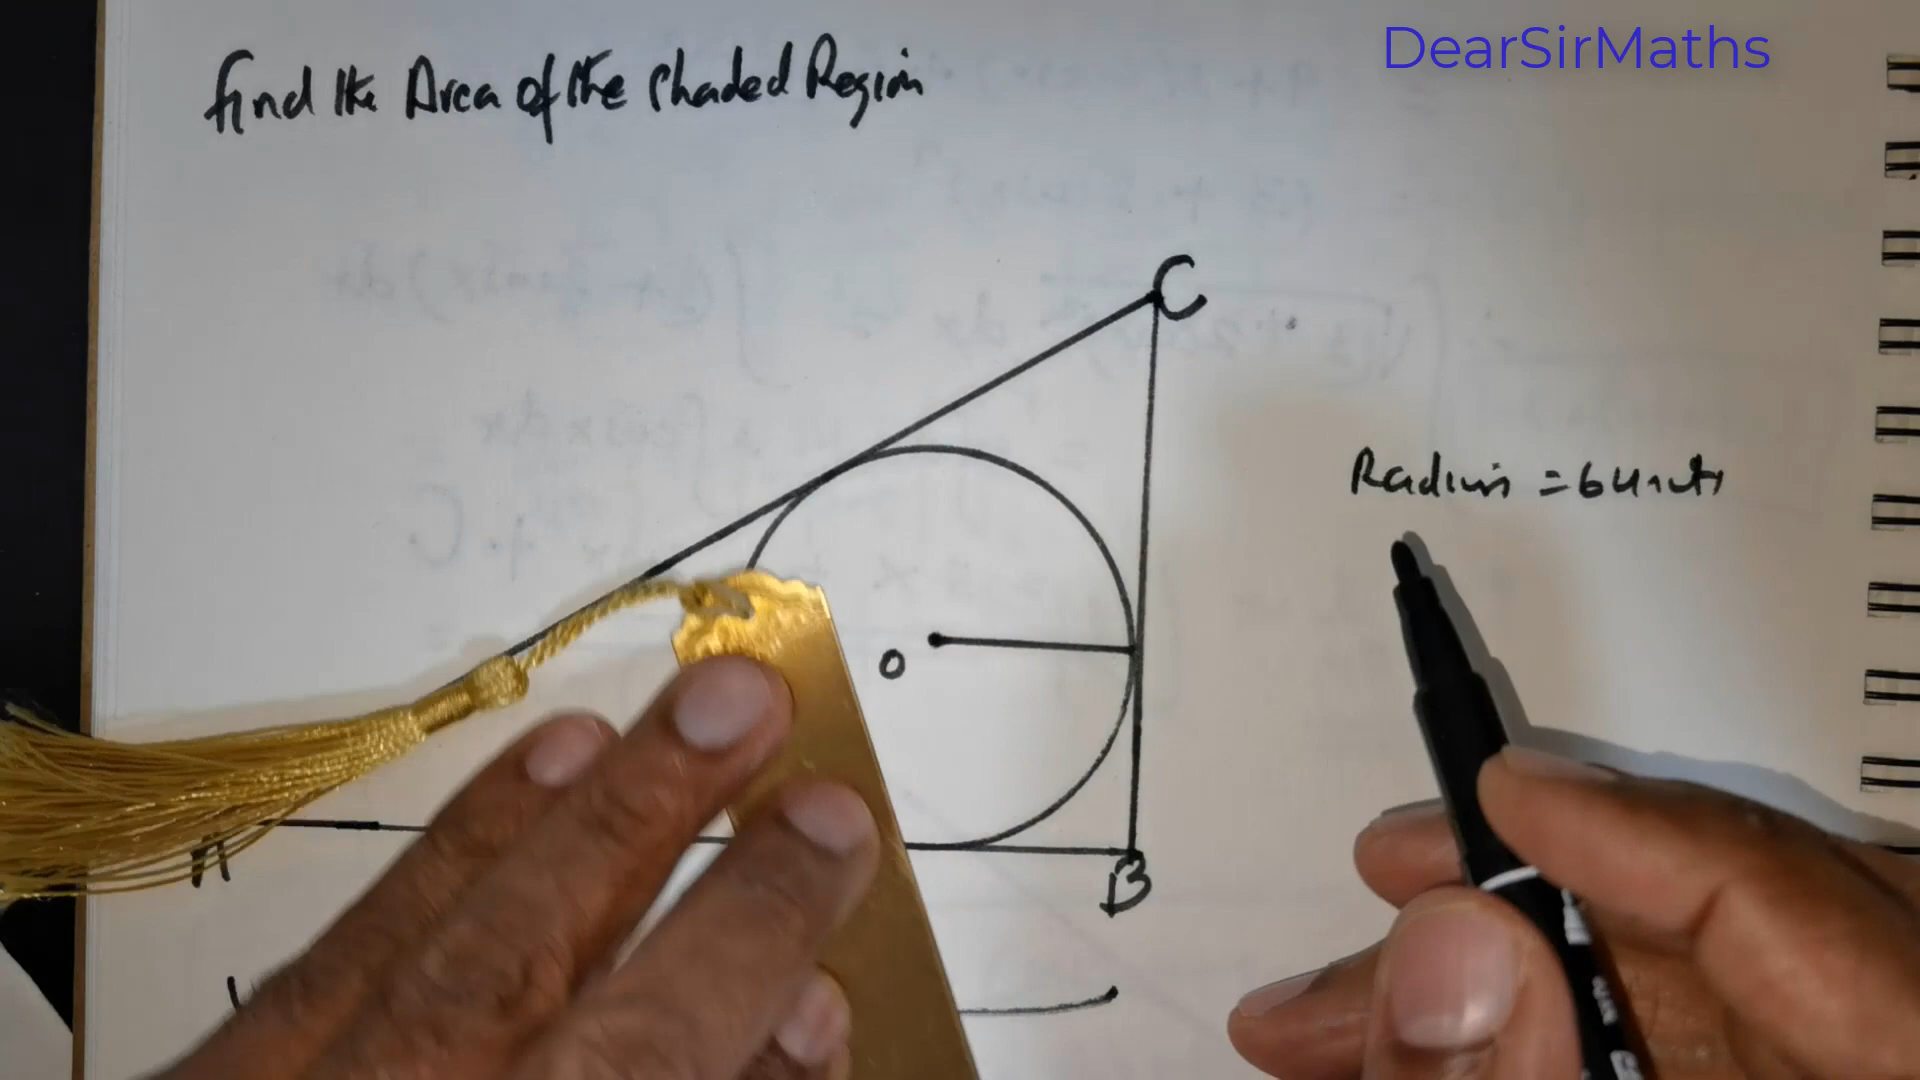 DearSirMaths
find the Area of the shaded Region
C
Radius = 6 units
O
A
B